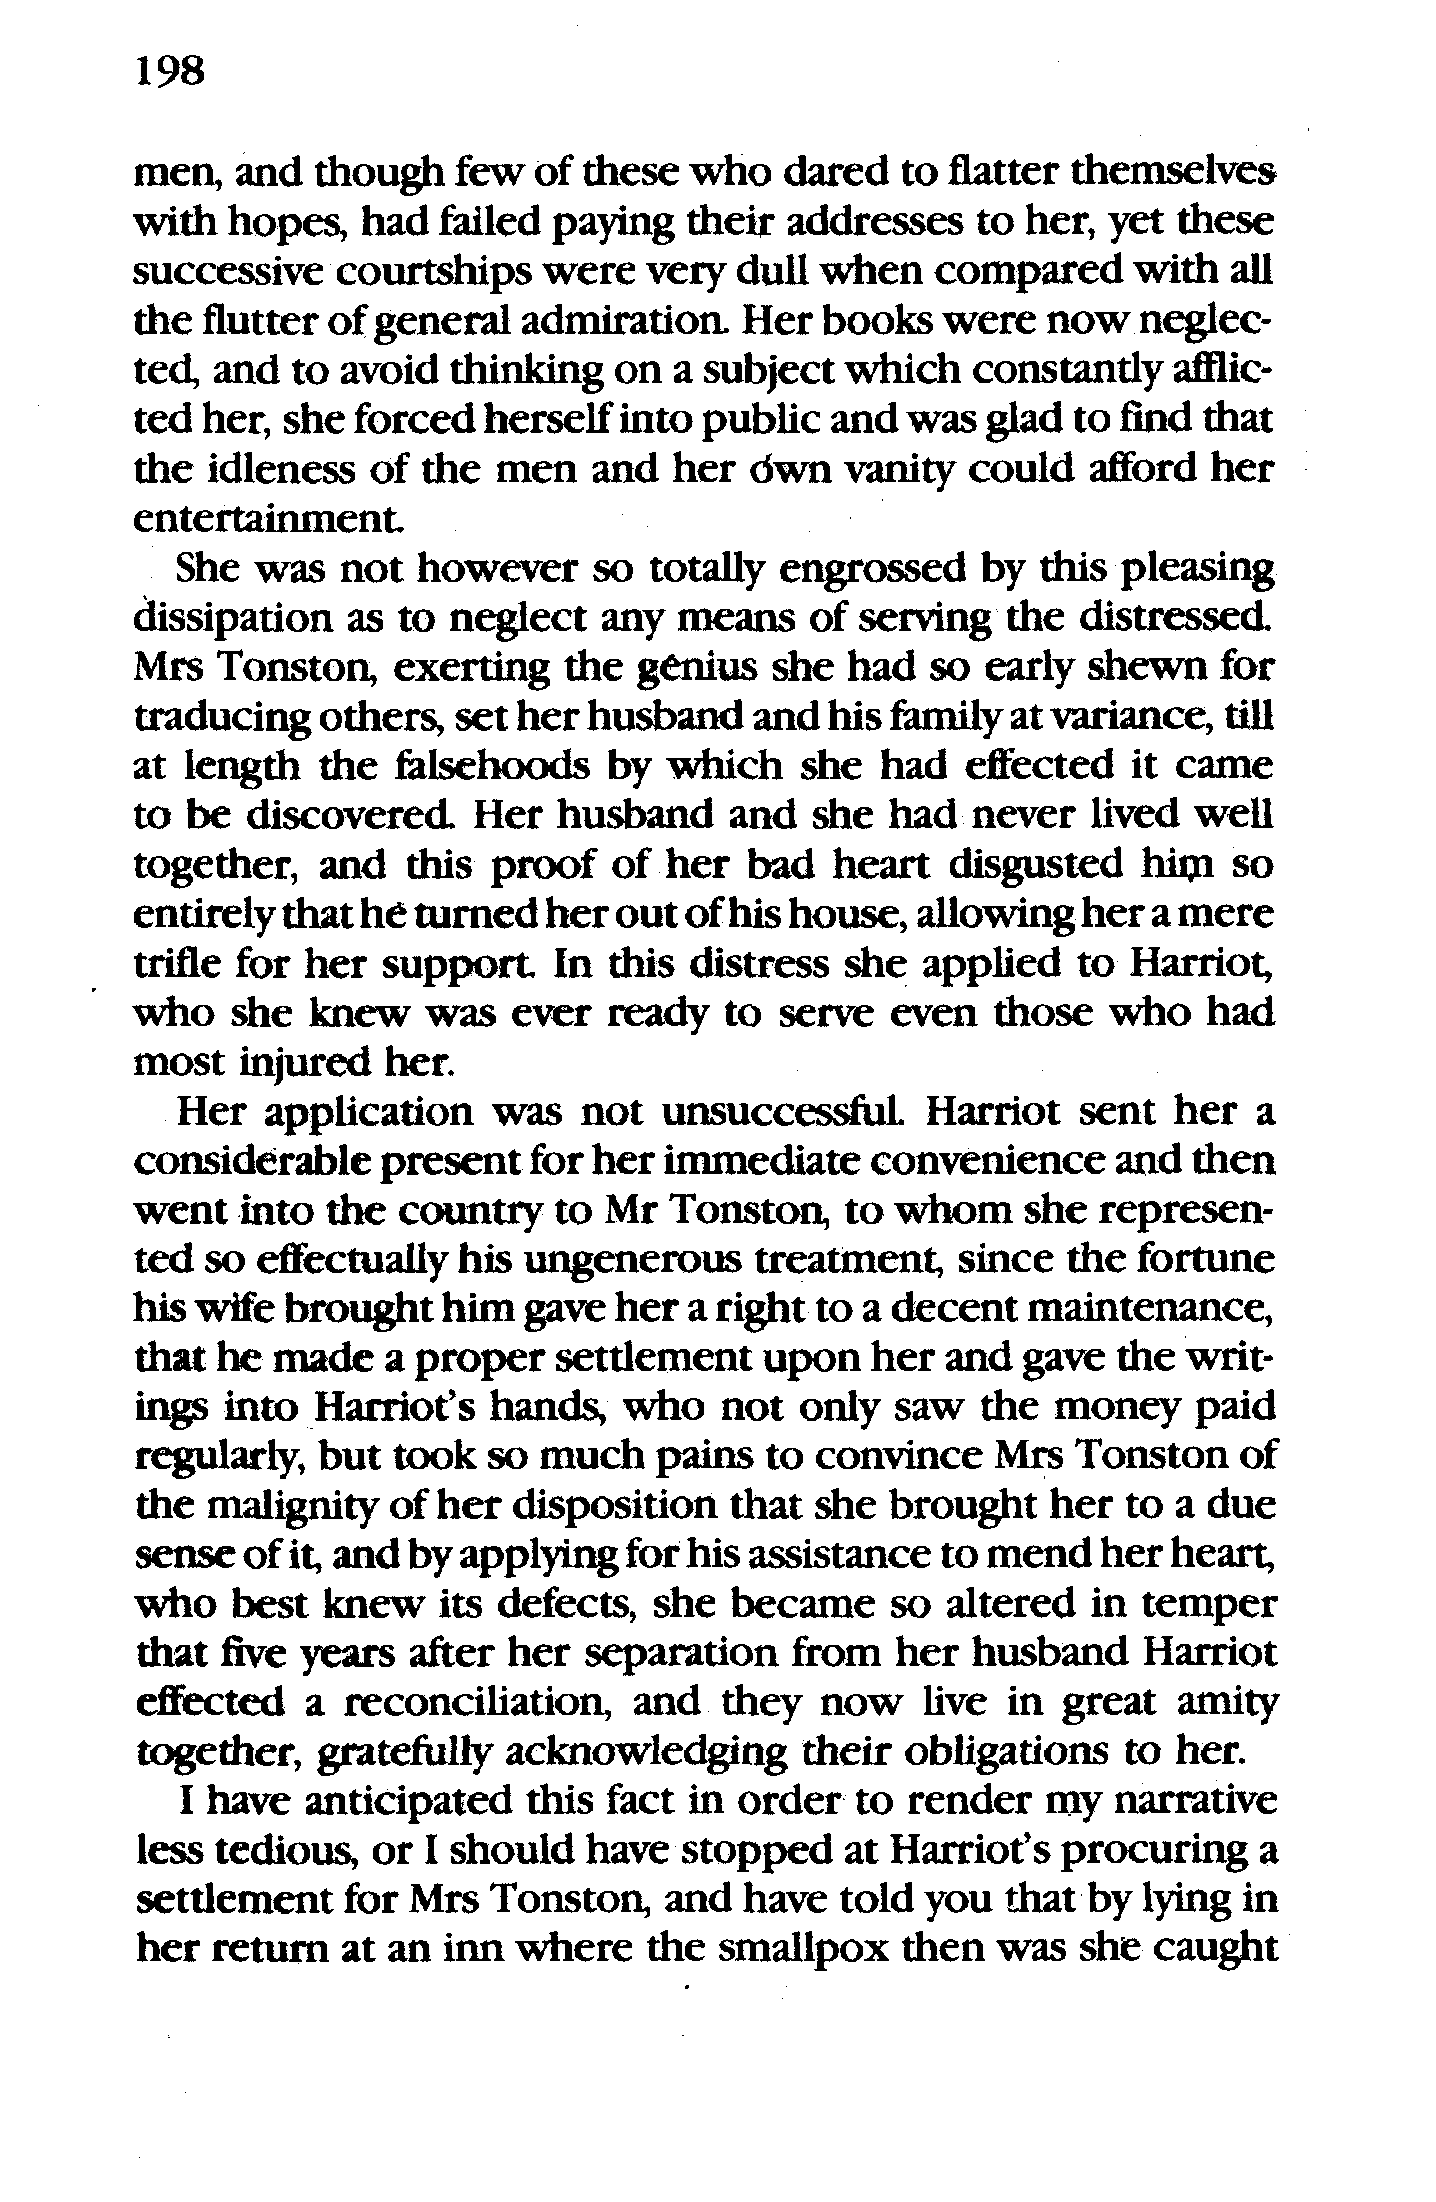 198
men, and though few of these who dared to flatter themselves
with hopes, had failed paying their addresses to her, yet these
successive courtships were very dull when compared with all
the flutter of general admiration. Her books were now neglec-
ted, and to avoid thinking on a subject which constantly afflic-
ted her, she forced herself into public and was glad to find that
the idleness of the men and her own vanity could afford her
entertainment.
She was not however so totally engrossed by this pleasing
dissipation as to neglect any means of serving the distressed.
Mrs Tonston, exerting the genius she had so early shewn for
traducing others, set her husband and his family at variance, till
at length the falsehoods by which she had effected it came
to be discovered. Her husband and she had never lived well
together, and this proof of her bad heart disgusted him so
entirely that he turned her out of his house, allowing her a mere
trifle for her support. In this distress she applied to Harriot,
who she knew was ever ready to serve even those who had
most injured her.
Her application was not unsuccessful. Harriot sent her a
considerable present for her immediate convenience and then
went into the country to Mr Tonston, to whom she represen-
ted so effectually his ungenerous treatment, since the fortune
his wife brought him gave her a right to a decent maintenance,
that he made a proper settlement upon her and gave the writ-
ings into Harriot's hands, who not only saw the money paid
regularly, but took so much pains to convince Mrs Tonston of
the malignity of her disposition that she brought her to a due
sense of it, and by applying for his assistance to mend her heart,
who best knew its defects, she became so altered in temper
that five years after her separation from her husband Harriot
effected a reconciliation, and they now live in great amity
together, gratefully acknowledging their obligations to her.
I have anticipated this fact in order to render my narrative
less tedious, or I should have stopped at Harriot's procuring a
settlement for Mrs Tonston, and have told you that by lying in
her return at an inn where the smallpox then was she caught